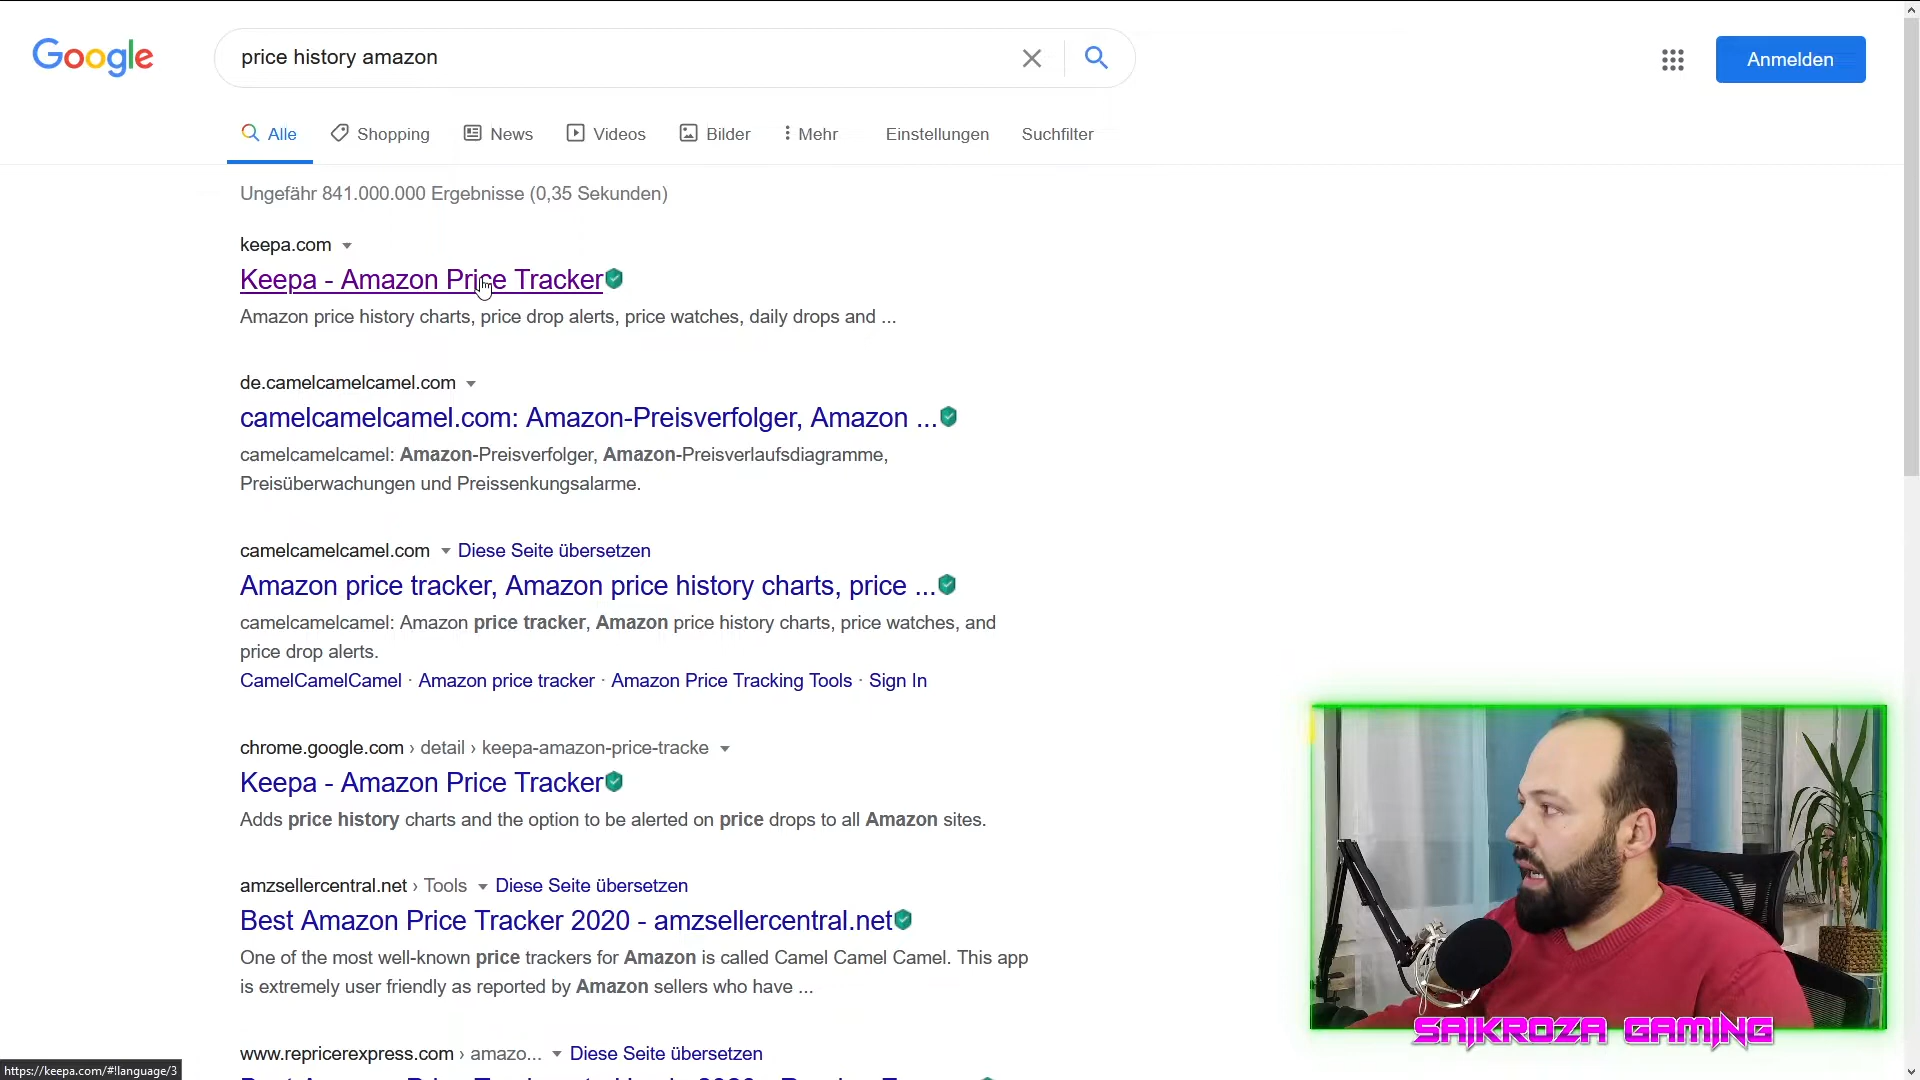 Google
price history amazon
Anmelden
Alle Shopping News Videos Bilder Mehr Einstellungen Suchfilter
Ungefähr 841.000.000 Ergebnisse (0,35 Sekunden)
keepa.com
Keepa - Amazon Price Tracker
Amazon price history charts, price drop alerts, price watches, daily drops and ...
de.camelcamelcamel.com
camelcamelcamel.com: Amazon-Preisverfolger, Amazon ...
camelcamelcamel: Amazon-Preisverfolger, Amazon-Preisverlaufsdiagramme,
Preisüberwachungen und Preissenkungsalarme.
camelcamelcamel.com Diese Seite übersetzen
Amazon price tracker, Amazon price history charts, price ...
camelcamelcamel: Amazon price tracker, Amazon price history charts, price watches, and
price drop alerts.
CamelCamelCamel · Amazon price tracker · Amazon Price Tracking Tools · Sign In
chrome.google.com › detail › keepa-amazon-price-tracke
Keepa - Amazon Price Tracker
Adds price history charts and the option to be alerted on price drops to all Amazon sites.
amzsellercentral.net › Tools Diese Seite übersetzen
Best Amazon Price Tracker 2020 - amzsellercentral.net
One of the most well-known price trackers for Amazon is called Camel Camel Camel. This app
is extremely user friendly as reported by Amazon sellers who have ...
www.repricerexpress.com › amazo... Diese Seite übersetzen
https://keepa.com/#!language/3
SAIKROZA GAMING